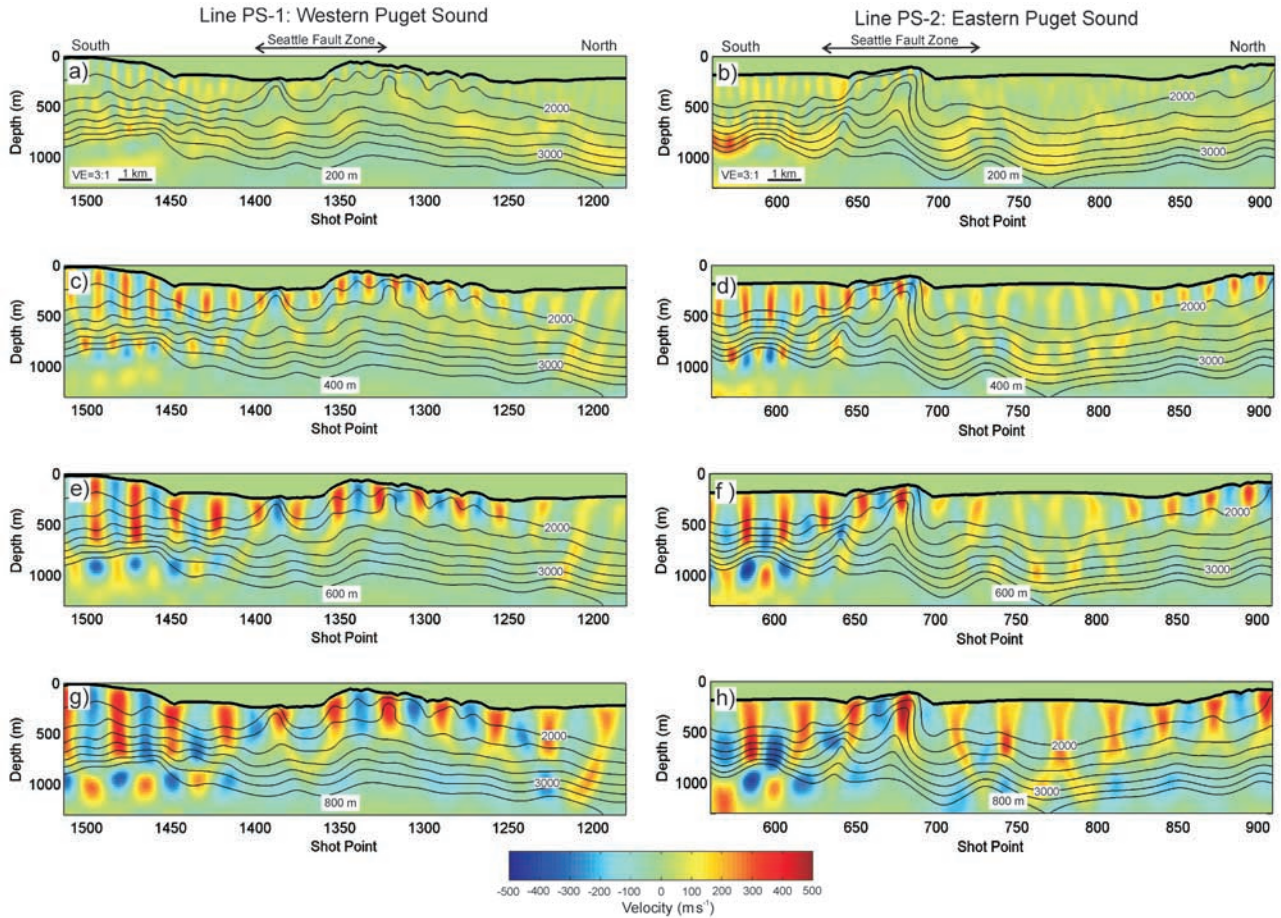 Line PS-1: Western Puget Sound
Line PS-2: Eastern Puget Sound
South
Seattle Fault Zone
North
a)
Depth (m)
0
500
1000
2000
3000
VE=3:1
1 km
200 m
1500 1450 1400 1350 1300 1250 1200
Shot Point
South
Seattle Fault Zone
North
b)
Depth (m)
0
500
1000
2000
3000
VE=3:1
1 km
200 m
600 650 700 750 800 850 900
Shot Point
c)
Depth (m)
0
500
1000
2000
3000
400 m
1500 1450 1400 1350 1300 1250 1200
Shot Point
d)
Depth (m)
0
500
1000
2000
3000
400 m
600 650 700 750 800 850 900
Shot Point
e)
Depth (m)
0
500
1000
2000
3000
600 m
1500 1450 1400 1350 1300 1250 1200
Shot Point
f)
Depth (m)
0
500
1000
2000
3000
600 m
600 650 700 750 800 850 900
Shot Point
g)
Depth (m)
0
500
1000
2000
3000
800 m
1500 1450 1400 1350 1300 1250 1200
Shot Point
h)
Depth (m)
0
500
1000
2000
3000
800 m
600 650 700 750 800 850 900
Shot Point
-500 -400 -300 -200 -100 0 100 200 300 400 500
Velocity (ms⁻¹)